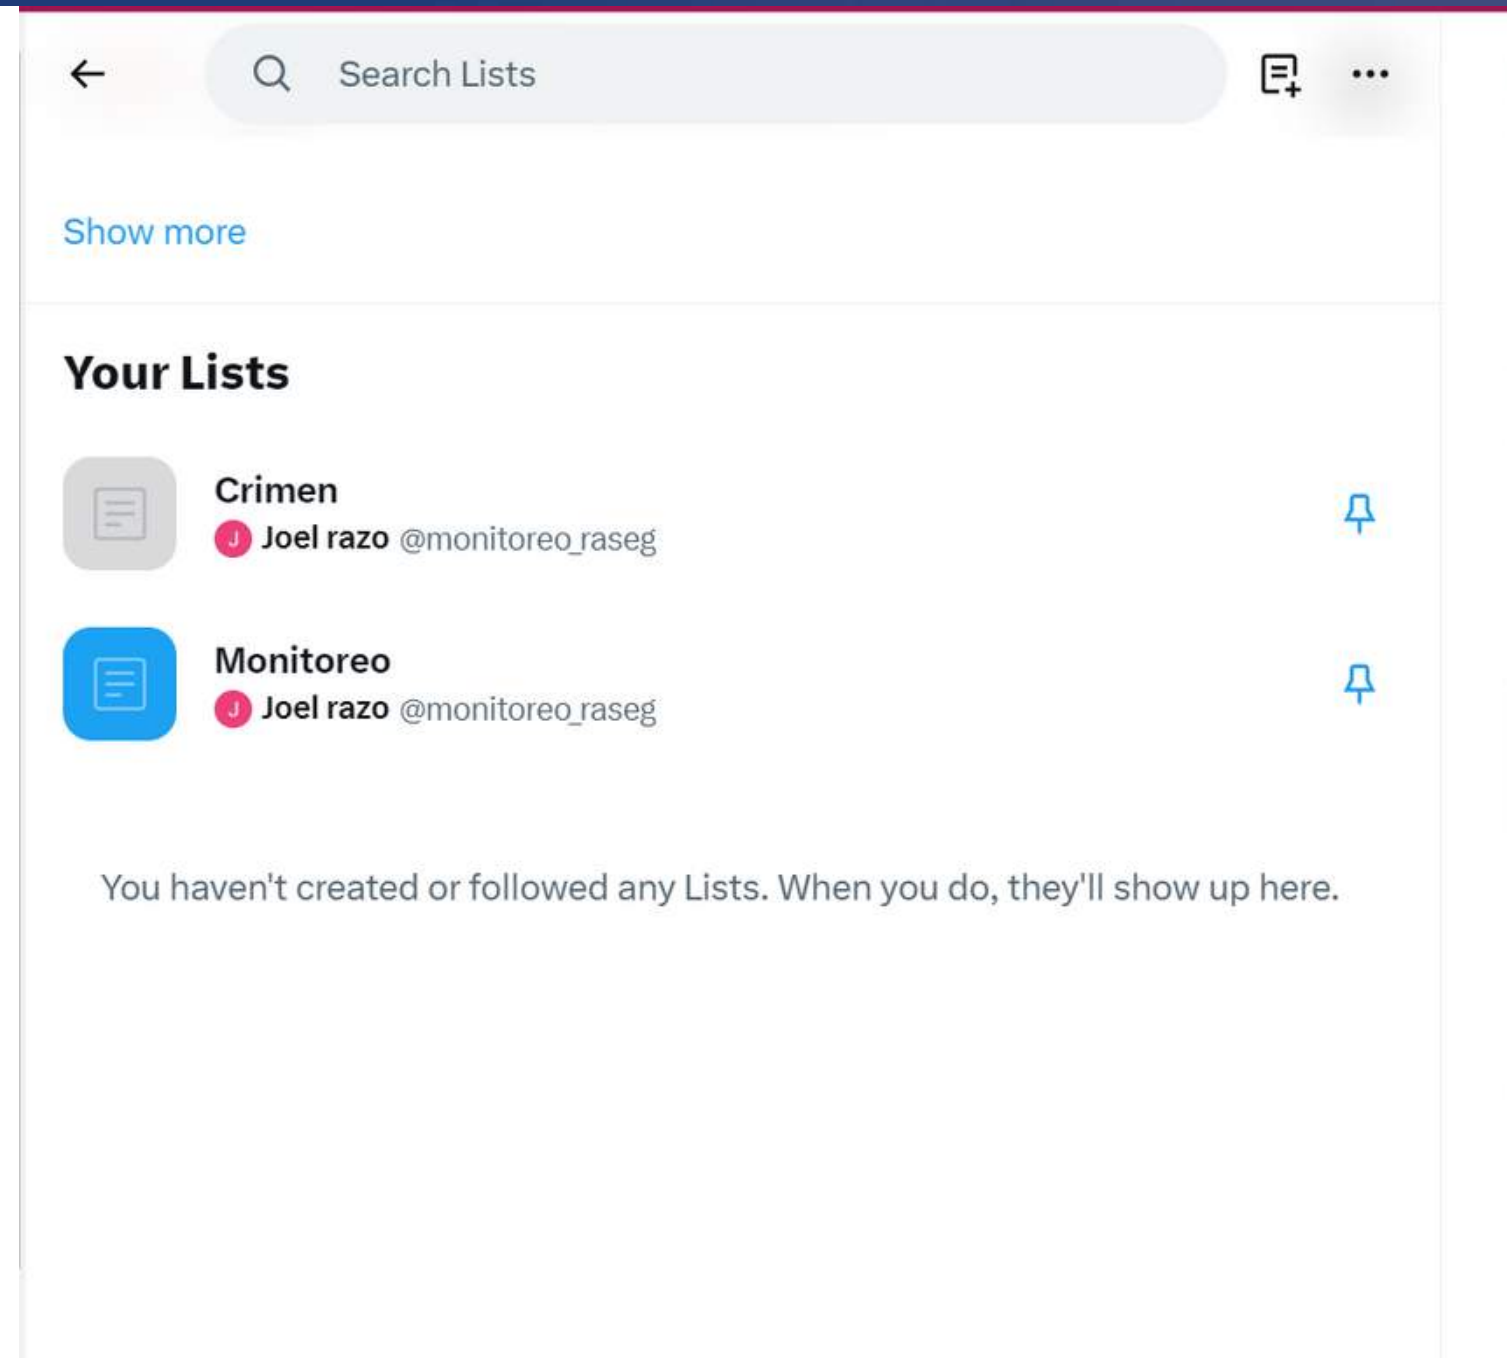 Search Lists
Show more
Your Lists
Crimen
J Joel razo @monitoreo_raseg
Monitoreo
J Joel razo @monitoreo_raseg
You haven't created or followed any Lists. When you do, they'll show up here.